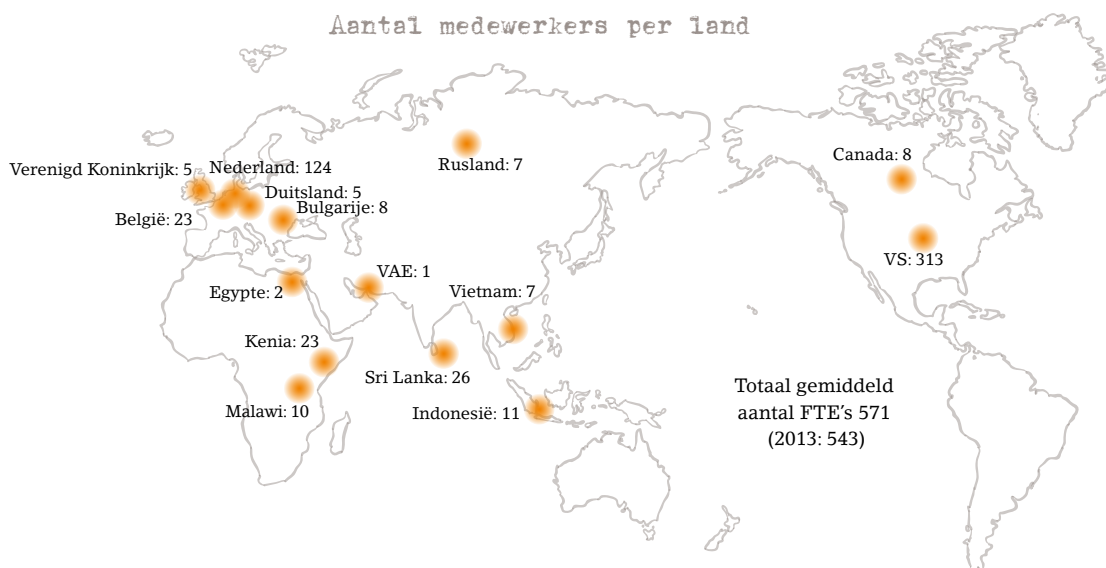 Aantal medewerkers per land
Verenigd Koninkrijk: 5
Nederland: 124
Duitsland: 5
Bulgarije: 8
België: 23
Rusland: 7
Canada: 8
VS: 313
Egypte: 2
VAE: 1
Vietnam: 7
Kenia: 23
Sri Lanka: 26
Malawi: 10
Indonesië: 11
Totaal gemiddeld
aantal FTE's 571
(2013: 543)